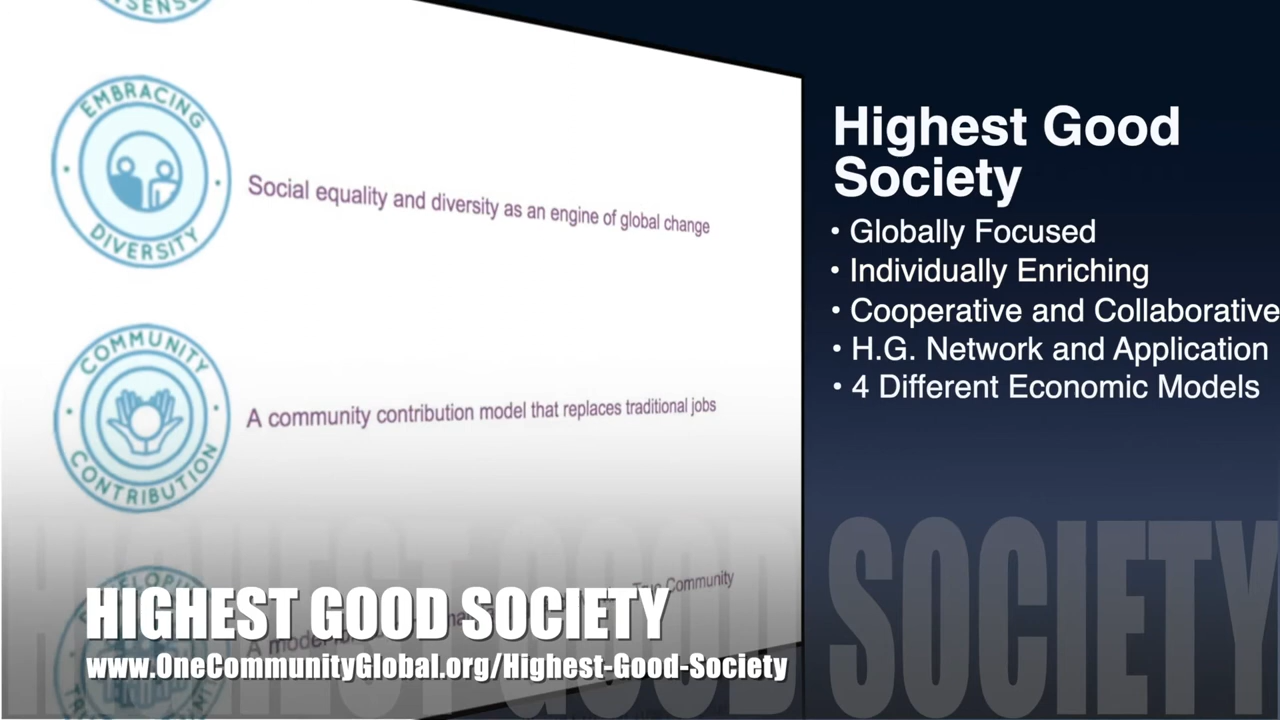 EMBRACING
DIVERSITY
Social equality and diversity as an engine of global change
COMMUNITY
CONTRIBUTION
A community contribution model that replaces traditional jobs
True Community
Highest Good
Society
• Globally Focused
• Individually Enriching
• Cooperative and Collaborative
• H.G. Network and Application
• 4 Different Economic Models
HIGHEST GOOD SOCIETY
HIGHEST GOOD SOCIETY
www.OneCommunityGlobal.org/Highest-Good-Society